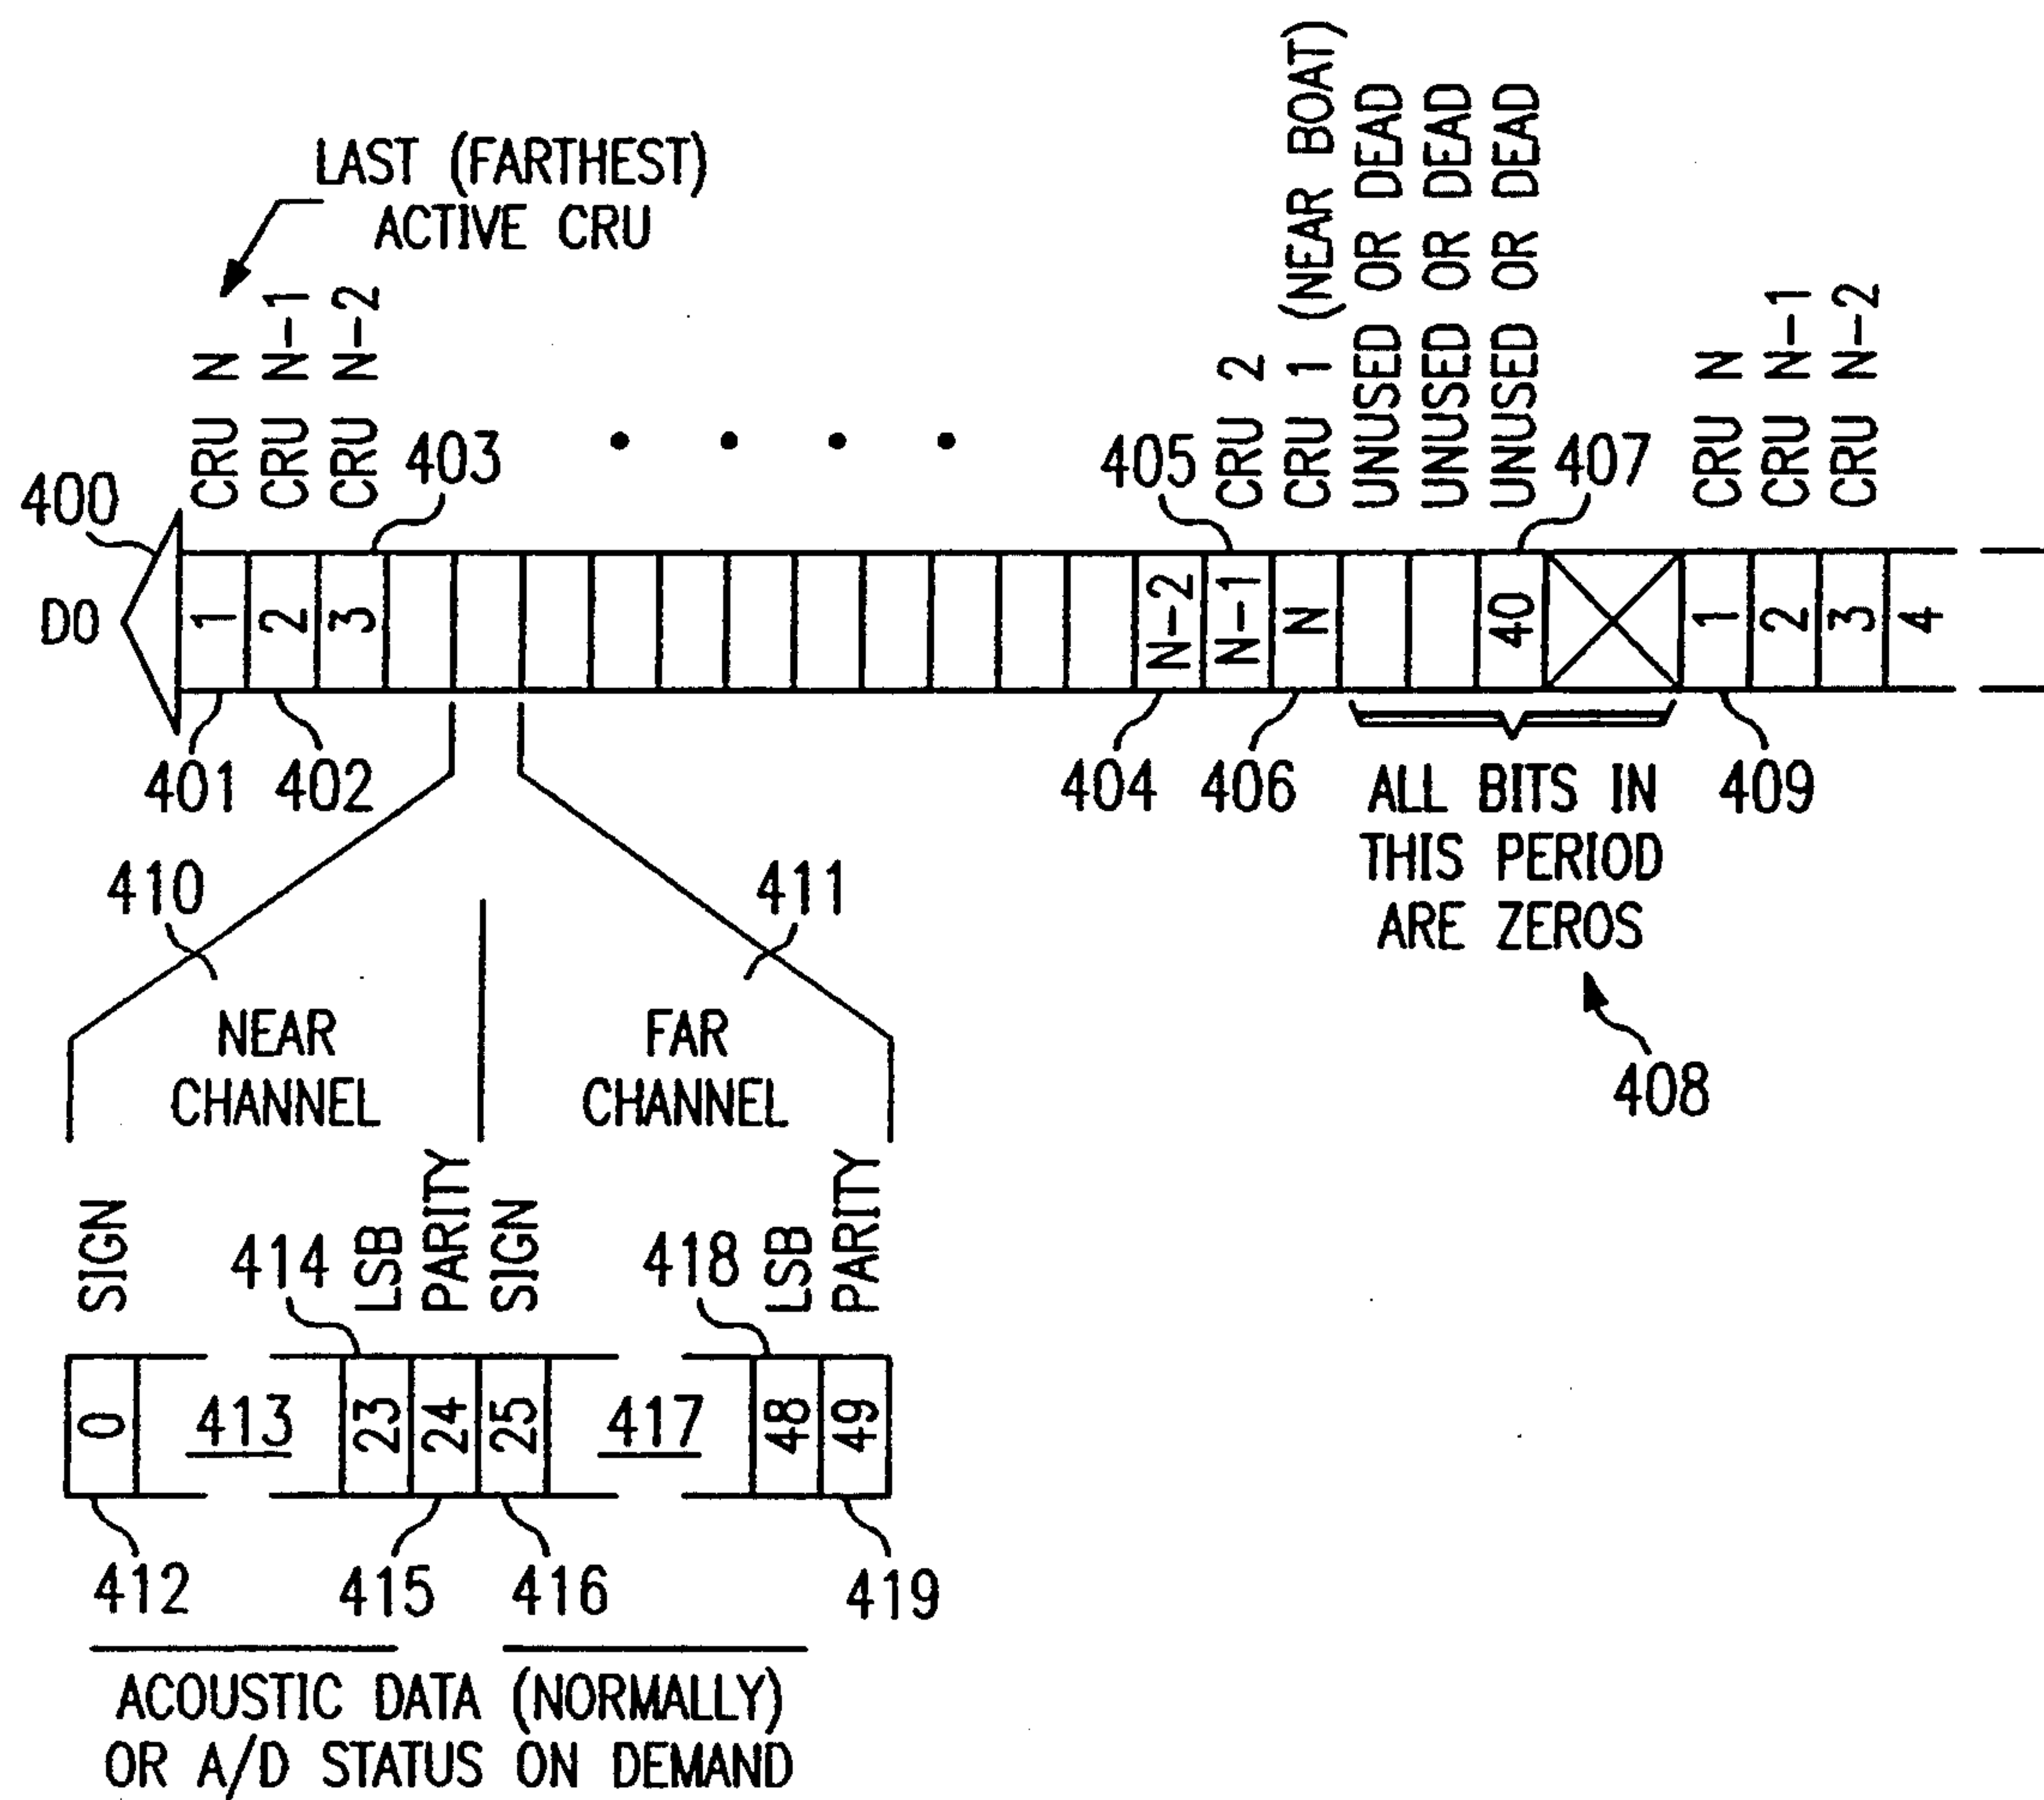 LAST (FARTHEST)
ACTIVE CRU
CRU N
CRU N-1
CRU N-2
CRU 2
CRU 1 (NEAR BOAT)
UNUSED OR DEAD
UNUSED OR DEAD
UNUSED OR DEAD
CRU N
CRU N-1
CRU N-2
400
403
405
407
DO
1
2
3
N-2
N-1
N
40
1
2
3
4
401
402
404
406
409
ALL BITS IN
THIS PERIOD
ARE ZEROS
408
410
411
NEAR
CHANNEL
FAR
CHANNEL
SIGN
414
LSB
PARITY
SIGN
418
LSB
PARITY
0
413
23
24
25
417
48
49
412
415
416
419
ACOUSTIC DATA (NORMALLY)
OR A/D STATUS ON DEMAND